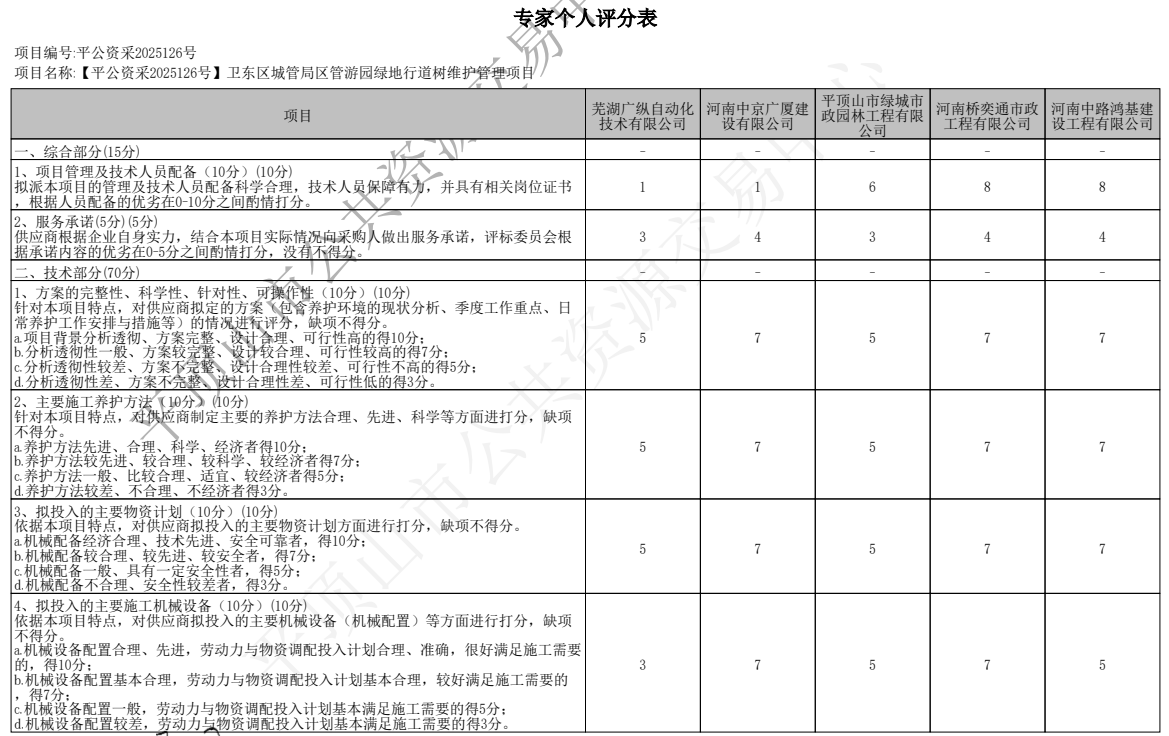 专家个人评分表
项目编号:平公资采2025126号
项目名称:【平公资采2025126号】卫东区城管局区管游园绿地行道树维护管理项目
项目
芜湖广纵自动化
技术有限公司
河南中京广厦建
设有限公司
平顶山市绿城市
政园林工程有限
公司
河南桥奕通市政
工程有限公司
河南中路鸿基建
设工程有限公司
一、综合部分(15分)
- - - - -
1、项目管理及技术人员配备（10分）(10分)
拟派本项目的管理及技术人员配备科学合理，技术人员保障有力，并具有相关岗位证书
，根据人员配备的优劣在0-10分之间酌情打分。
1 1 6 8 8
2、服务承诺(5分)(5分)
供应商根据企业自身实力，结合本项目实际情况向采购人做出服务承诺，评标委员会根
据承诺内容的优劣在0-5分之间酌情打分，没有不得分。
3 4 3 4 4
二、技术部分(70分)
- - - - -
1、方案的完整性、科学性、针对性、可操作性（10分）(10分)
针对本项目特点，对供应商拟定的方案（包含养护环境的现状分析、季度工作重点、日
常养护工作安排与措施等）的情况进行评分，缺项不得分。
a.项目背景分析透彻、方案完整、设计合理、可行性高的得10分；
b.分析透彻性一般、方案较完整、设计较合理、可行性较高的得7分；
c.分析透彻性较差、方案不完整、设计合理性较差、可行性不高的得5分；
d.分析透彻性差、方案不完整、设计合理性差、可行性低的得3分。
5 7 5 7 7
2、主要施工养护方法（10分）(10分)
针对本项目特点，对供应商制定主要的养护方法合理、先进、科学等方面进行打分，缺项
不得分。
a.养护方法先进、合理、科学、经济者得10分；
b.养护方法较先进、较合理、较科学、较经济者得7分；
c.养护方法一般、比较合理、适宜、较经济者得5分；
d.养护方法较差、不合理、不经济者得3分。
5 7 5 7 7
3、拟投入的主要物资计划（10分）(10分)
依据本项目特点，对供应商拟投入的主要物资计划方面进行打分，缺项不得分。
a.机械配备经济合理、技术先进、安全可靠者，得10分；
b.机械配备较合理、较先进、较安全者，得7分；
c.机械配备一般、具有一定安全性者，得5分；
d.机械配备不合理、安全性较差者，得3分。
5 7 5 7 7
4、拟投入的主要施工机械设备（10分）(10分)
依据本项目特点，对供应商拟投入的主要机械设备（机械配置）等方面进行打分，缺项
不得分。
a.机械设备配置合理、先进，劳动力与物资调配投入计划合理、准确，很好满足施工需要
的，得10分；
b.机械设备配置基本合理，劳动力与物资调配投入计划基本合理，较好满足施工需要的
，得7分；
c.机械设备配置一般，劳动力与物资调配投入计划基本满足施工需要的得5分；
d.机械设备配置较差，劳动力与物资调配投入计划基本满足施工需要的得3分。
3 7 5 7 5
平顶山市公共资源交易中
平顶山市公共资源交易中心